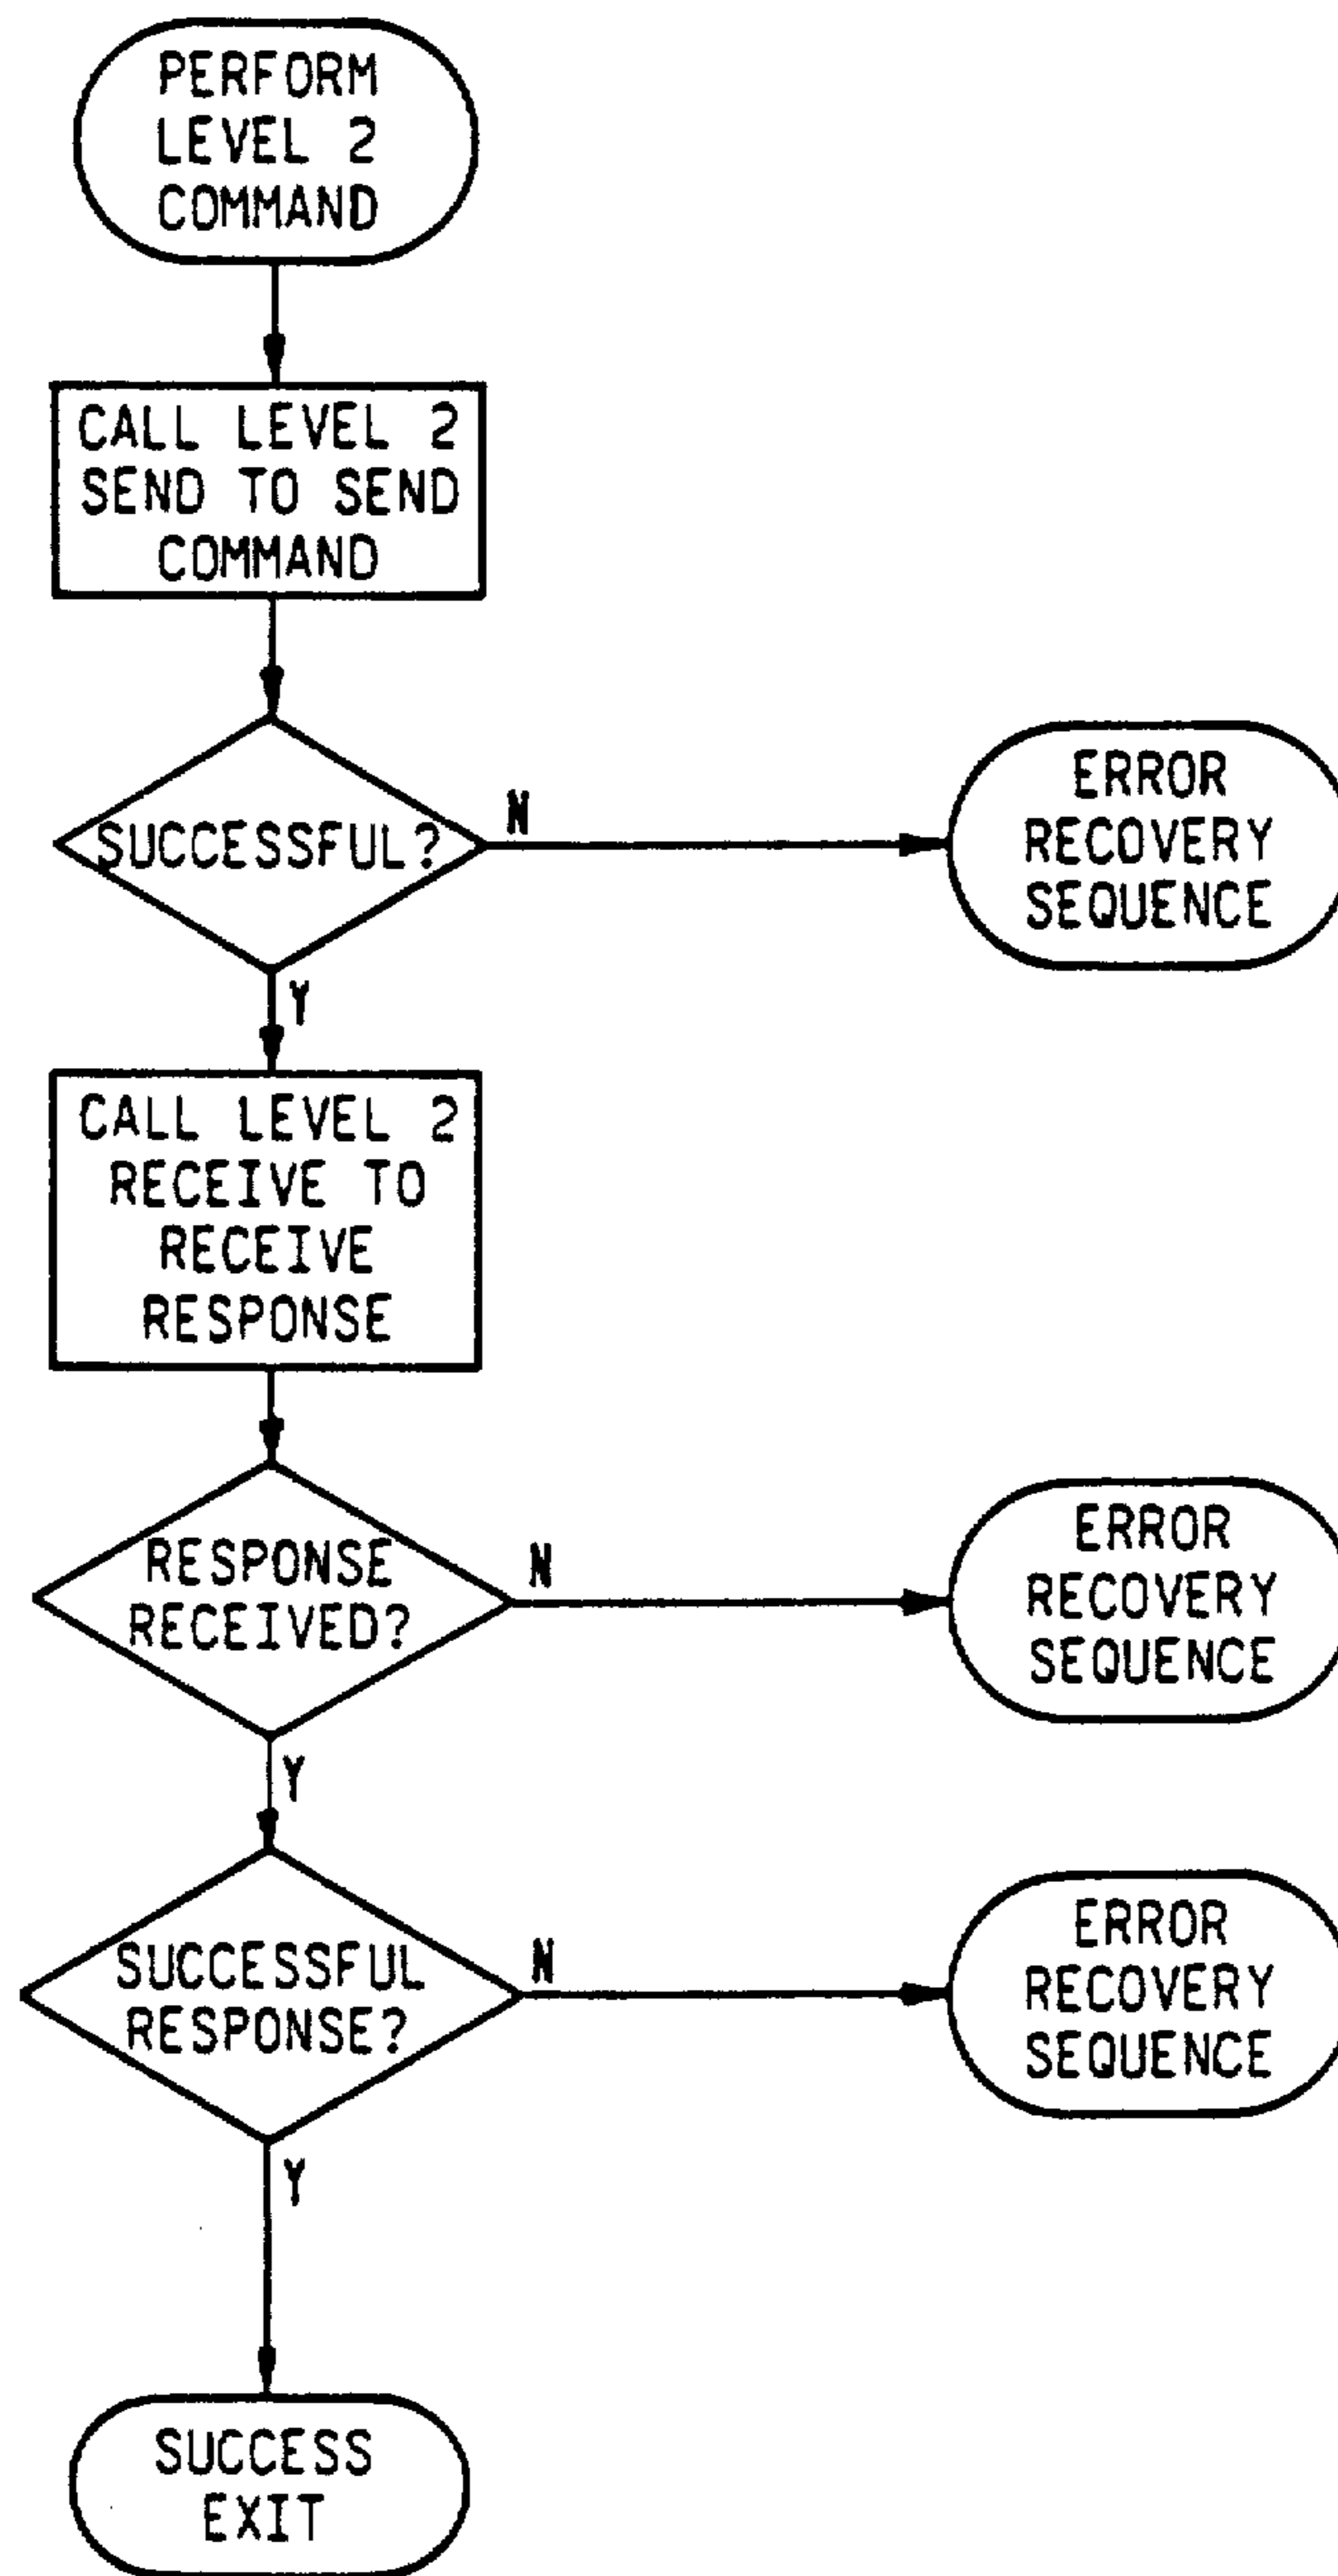 PERFORM
LEVEL 2
COMMAND
CALL LEVEL 2
SEND TO SEND
COMMAND
SUCCESSFUL?
N
ERROR
RECOVERY
SEQUENCE
Y
CALL LEVEL 2
RECEIVE TO
RECEIVE
RESPONSE
RESPONSE
RECEIVED?
N
ERROR
RECOVERY
SEQUENCE
Y
SUCCESSFUL
RESPONSE?
N
ERROR
RECOVERY
SEQUENCE
Y
SUCCESS
EXIT